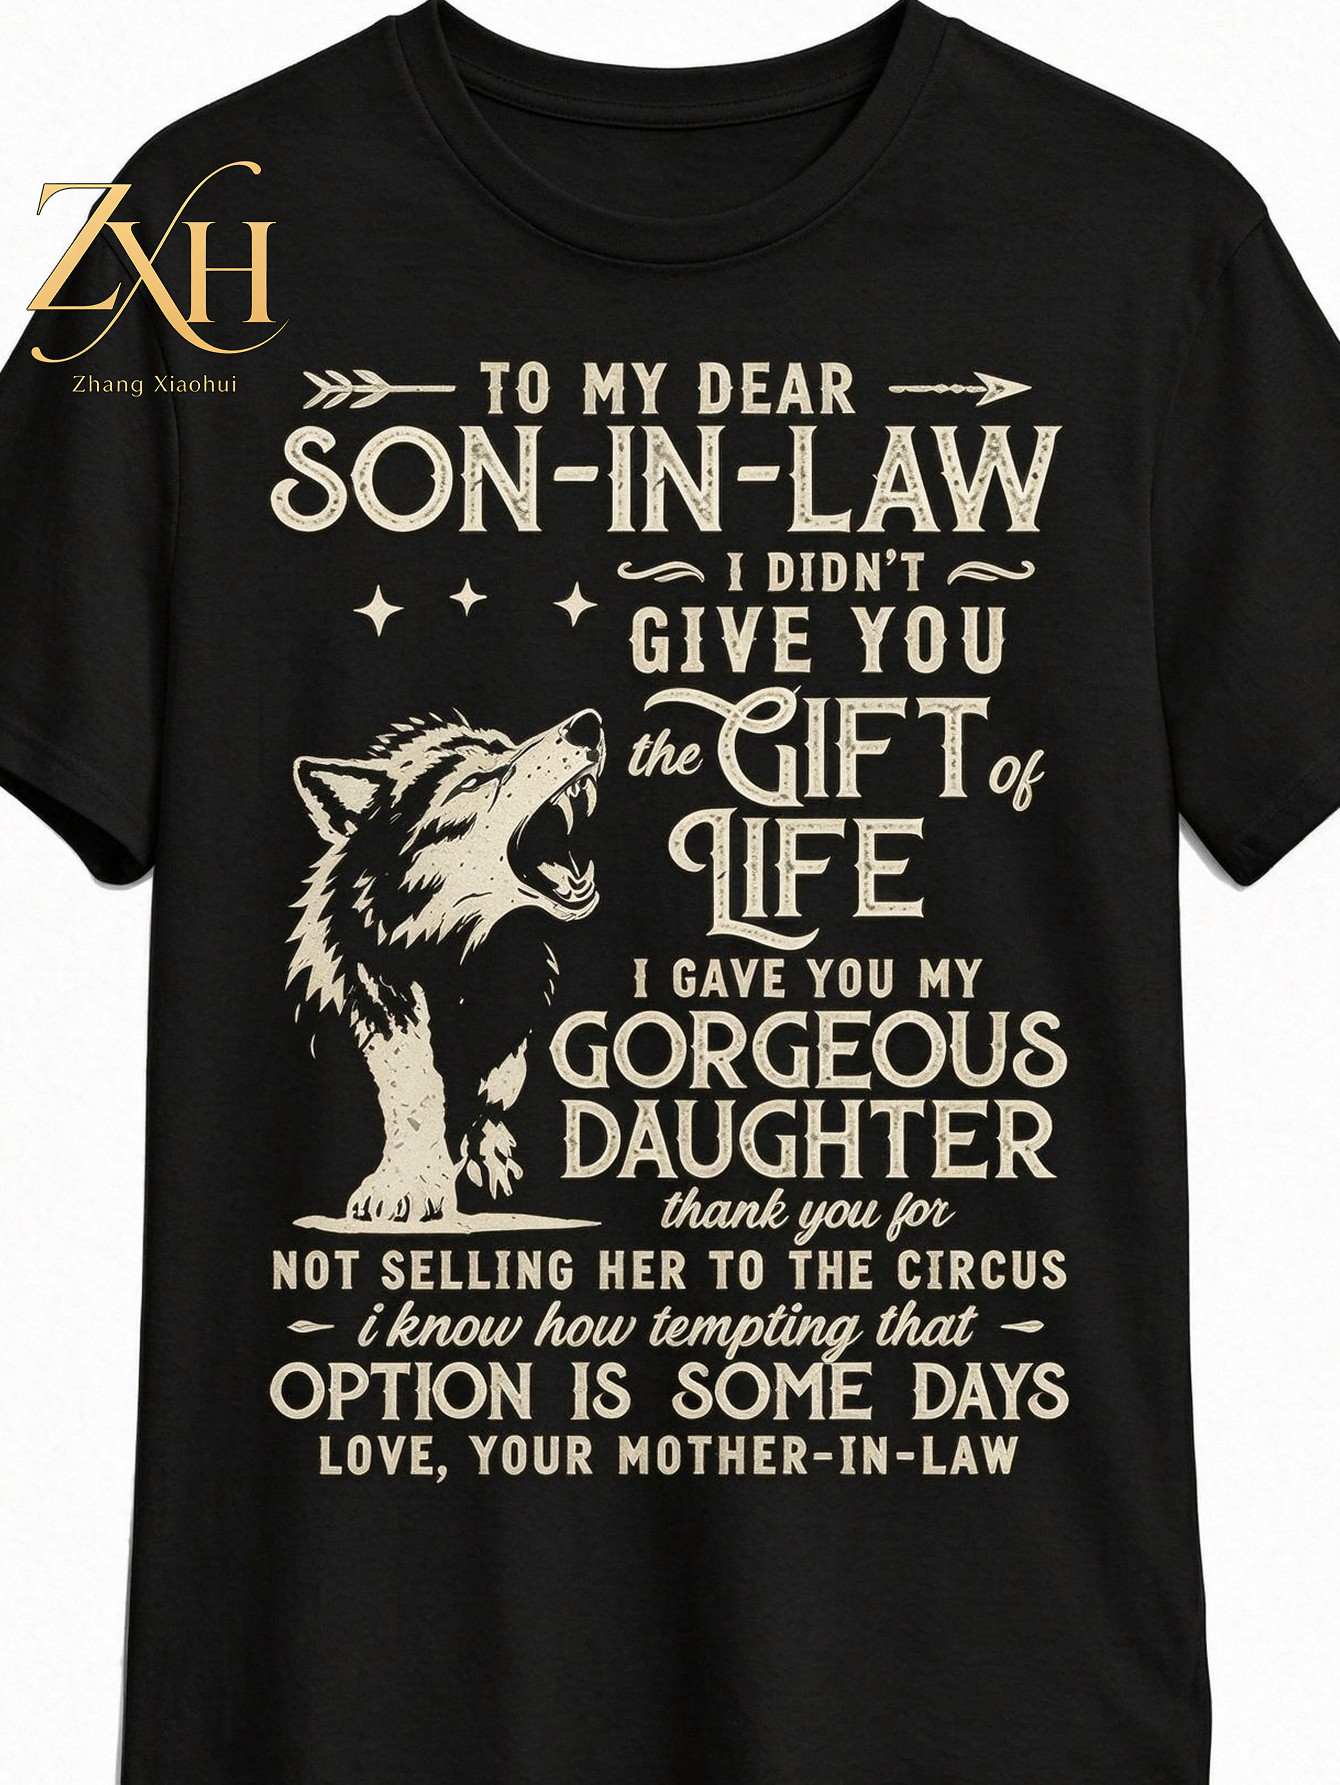 ZXH
Zhang Xiaohui
TO MY DEAR
SON-IN-LAW
I DIDN'T
GIVE YOU
the GIFT of
LIFE
I GAVE YOU MY
GORGEOUS
DAUGHTER
thank you for
NOT SELLING HER TO THE CIRCUS
i know how tempting that
OPTION IS SOME DAYS
LOVE, YOUR MOTHER-IN-LAW